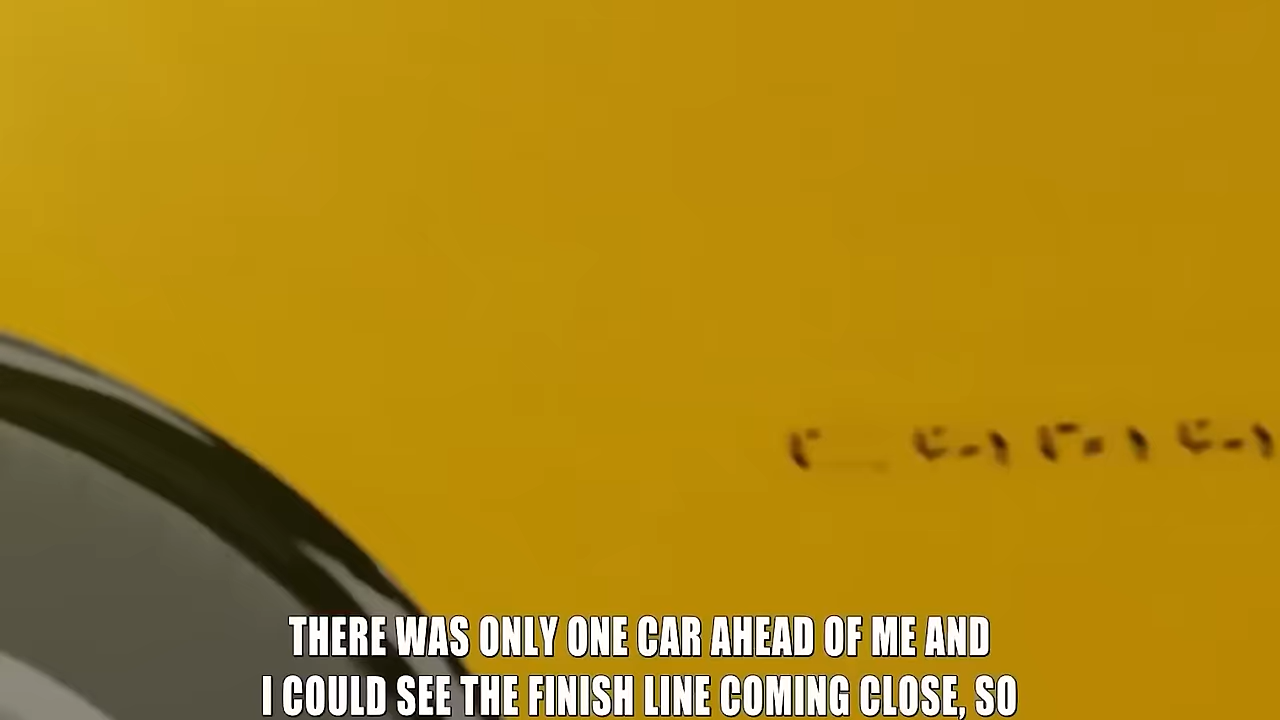 THERE WAS ONLY ONE CAR AHEAD OF ME AND
I COULD SEE THE FINISH LINE COMING CLOSE, SO